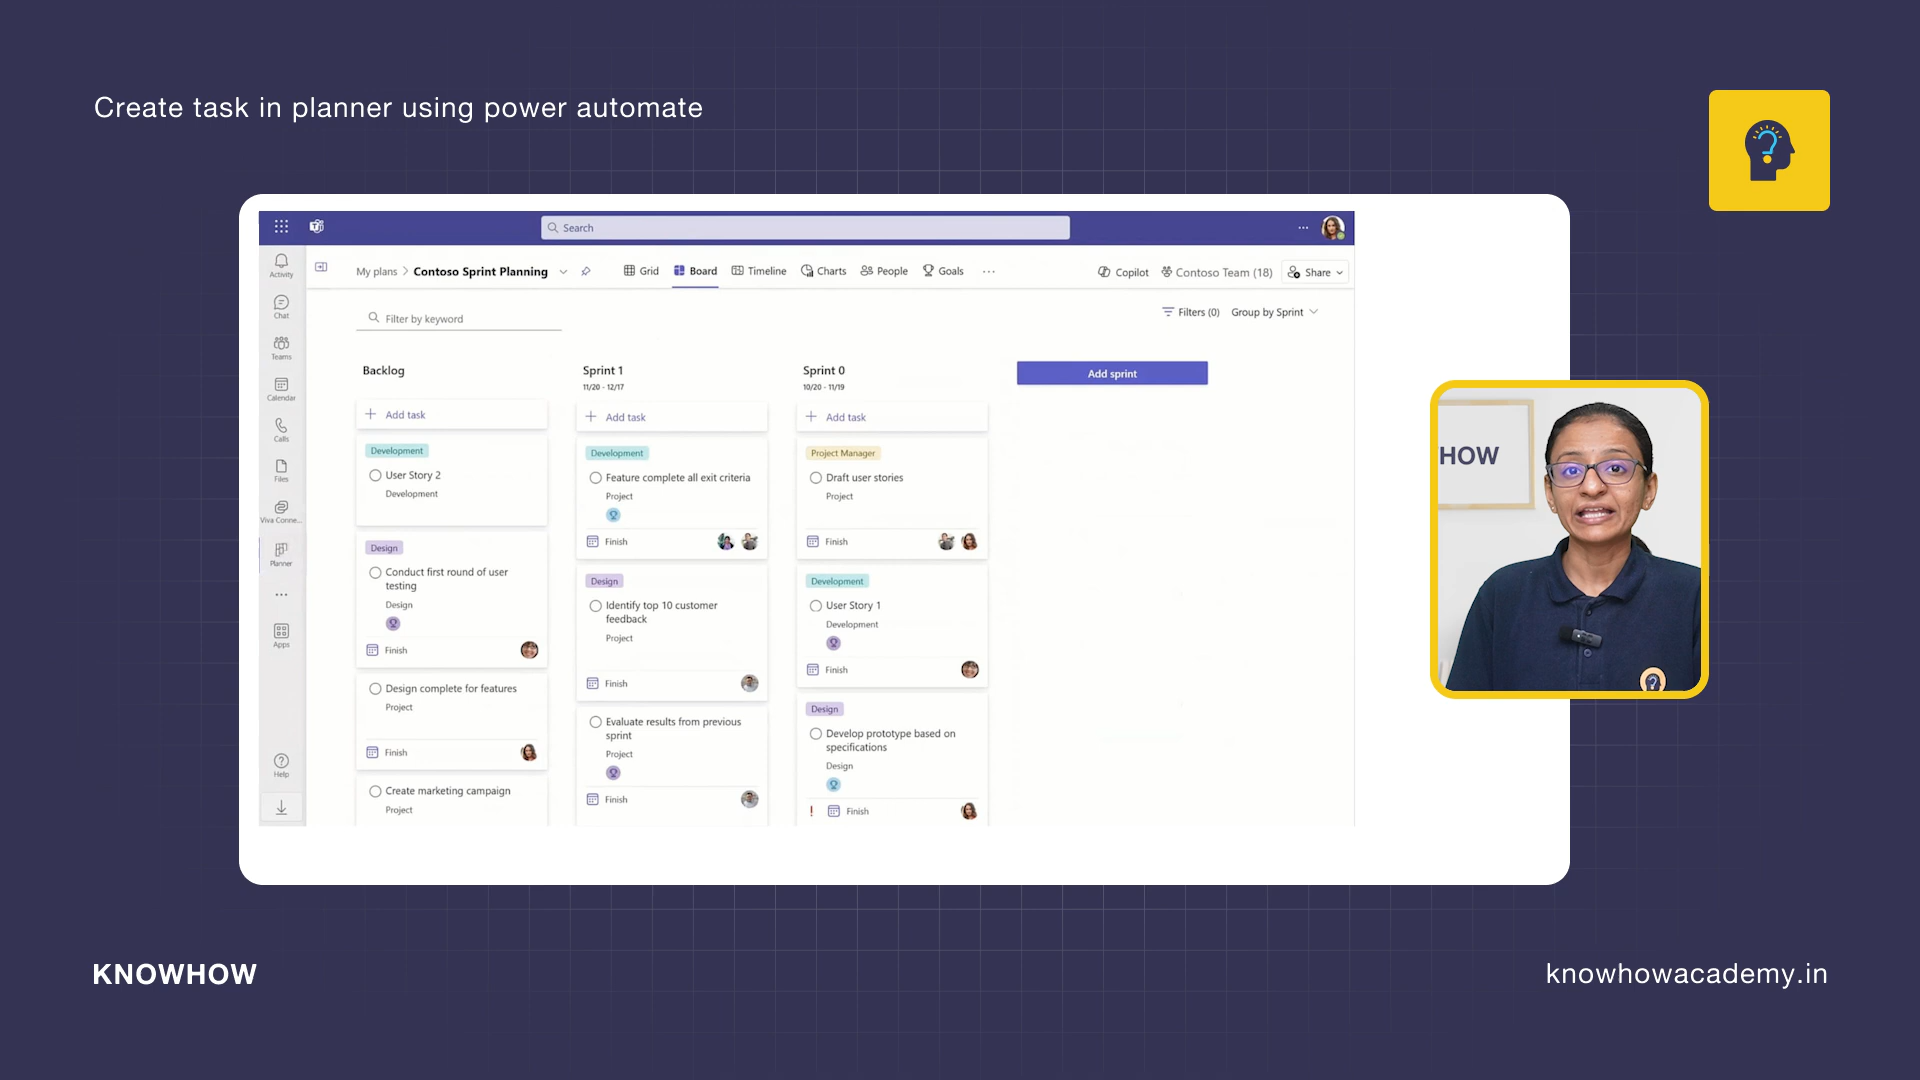 Create task in planner using power automate
Search
Activity
Chat
Teams
Calendar
Calls
Files
Viva Conne...
Planner
Apps
Help
My plans > Contoso Sprint Planning
Grid
Board
Timeline
Charts
People
Goals
Copilot
Contoso Team (18)
Share
Filter by keyword
Filters (0)
Group by Sprint
Backlog
+ Add task
Development
User Story 2
Development
Design
Conduct first round of user
testing
Design
Finish
Design complete for features
Project
Finish
Create marketing campaign
Project
Sprint 1
11/20 - 12/17
+ Add task
Development
Feature complete all exit criteria
Project
Finish
Design
Identify top 10 customer
feedback
Project
Finish
Evaluate results from previous
sprint
Project
Finish
Sprint 0
10/20 - 11/19
+ Add task
Project Manager
Draft user stories
Project
Finish
Development
User Story 1
Development
Finish
Design
Develop prototype based on
specifications
Design
! Finish
Add sprint
HOW
KNOWHOW
knowhowacademy.in